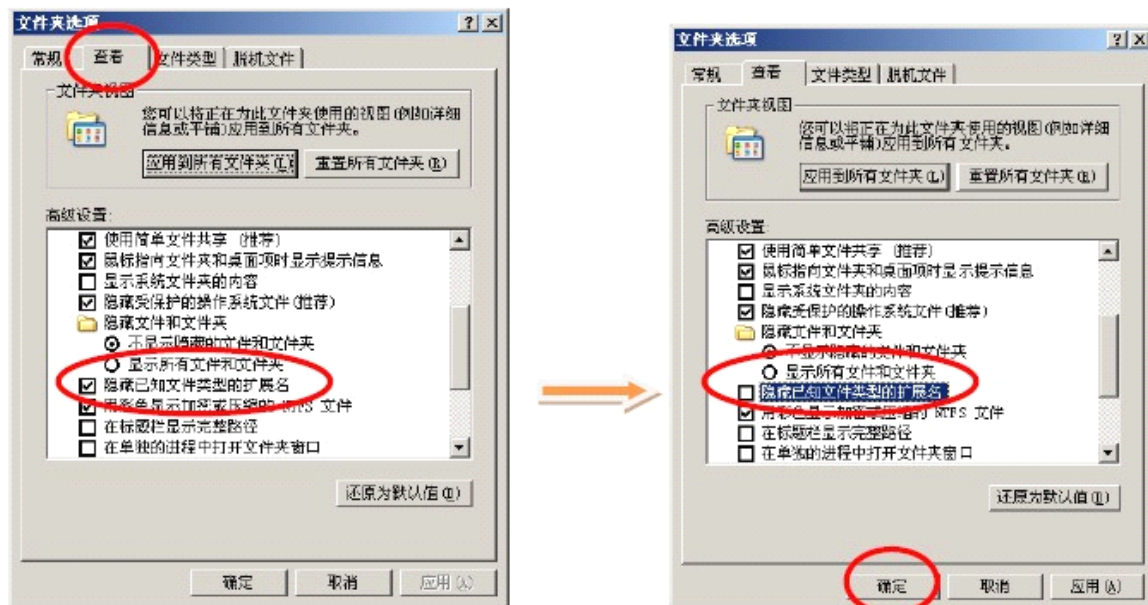 文件夹选项
常规
查看
文件类型
脱机文件
文件夹视图
您可以将正在为此文件夹使用的视图(例如详细
信息或平铺)应用到所有文件夹。
应用到所有文件夹(L)
重置所有文件夹(R)
高级设置:
使用简单文件共享 (推荐)
鼠标指向文件夹和桌面项时显示提示信息
显示系统文件夹的内容
隐藏受保护的操作系统文件(推荐)
隐藏文件和文件夹
不显示隐藏的文件和文件夹
显示所有文件和文件夹
隐藏已知文件类型的扩展名
用彩色显示加密或压缩的 NTFS 文件
在标题栏显示完整路径
在单独的进程中打开文件夹窗口
还原为默认值(D)
确定
取消
应用(A)
文件夹选项
常规
查看
文件类型
脱机文件
文件夹视图
您可以将正在为此文件夹使用的视图(例如详细
信息或平铺)应用到所有文件夹。
应用到所有文件夹(L)
重置所有文件夹(R)
高级设置:
使用简单文件共享 (推荐)
鼠标指向文件夹和桌面项时显示提示信息
显示系统文件夹的内容
隐藏受保护的操作系统文件(推荐)
隐藏文件和文件夹
不显示隐藏的文件和文件夹
显示所有文件和文件夹
隐藏已知文件类型的扩展名
用彩色显示加密或压缩的 NTFS 文件
在标题栏显示完整路径
在单独的进程中打开文件夹窗口
还原为默认值(D)
确定
取消
应用(A)